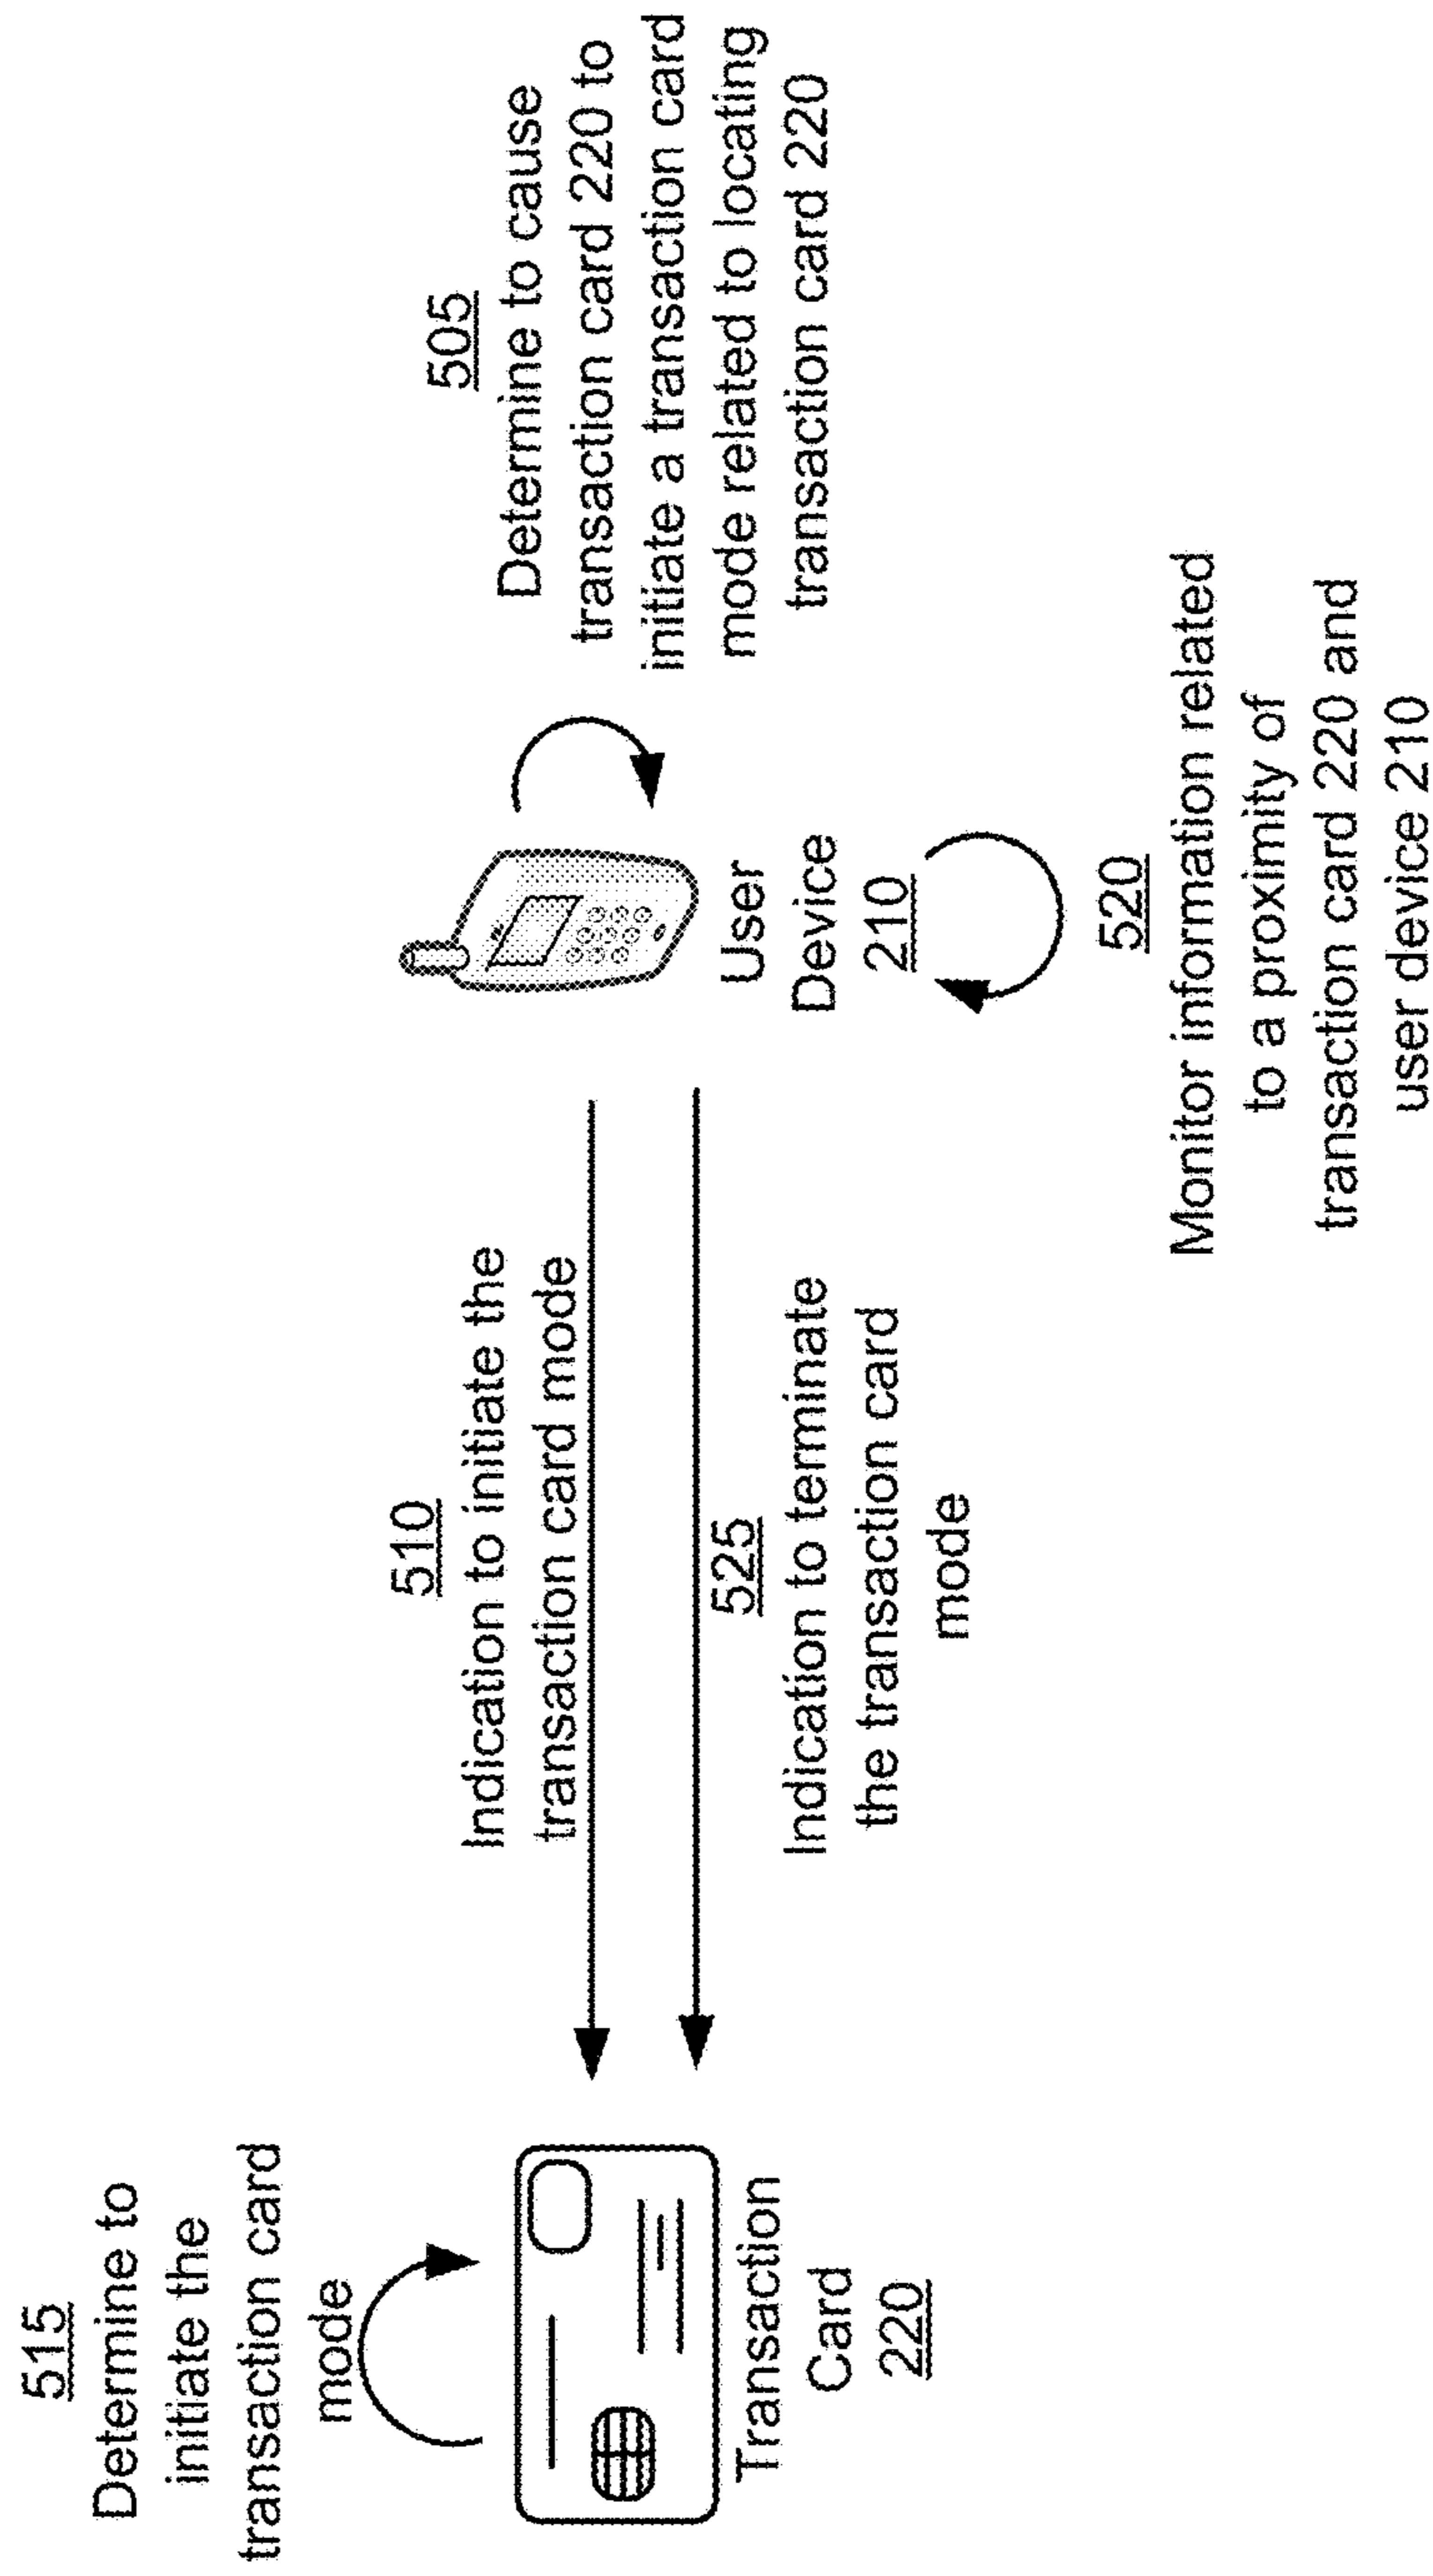 515
Determine to
initiate the
transaction card
mode
Transaction
Card
220
510
Indication to initiate the
transaction card mode
525
Indication to terminate
the transaction card
mode
User
Device
210
505
Determine to cause
transaction card 220 to
initiate a transaction card
mode related to locating
transaction card 220
520
Monitor information related
to a proximity of
transaction card 220 and
user device 210